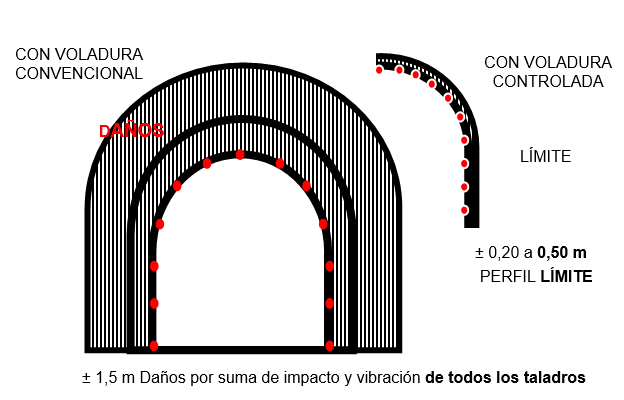 CON VOLADURA
CONVENCIONAL
CON VOLADURA
CONTROLADA
DAÑOS
LÍMITE
± 0,20 a 0,50 m
PERFIL LÍMITE
± 1,5 m Daños por suma de impacto y vibración de todos los taladros